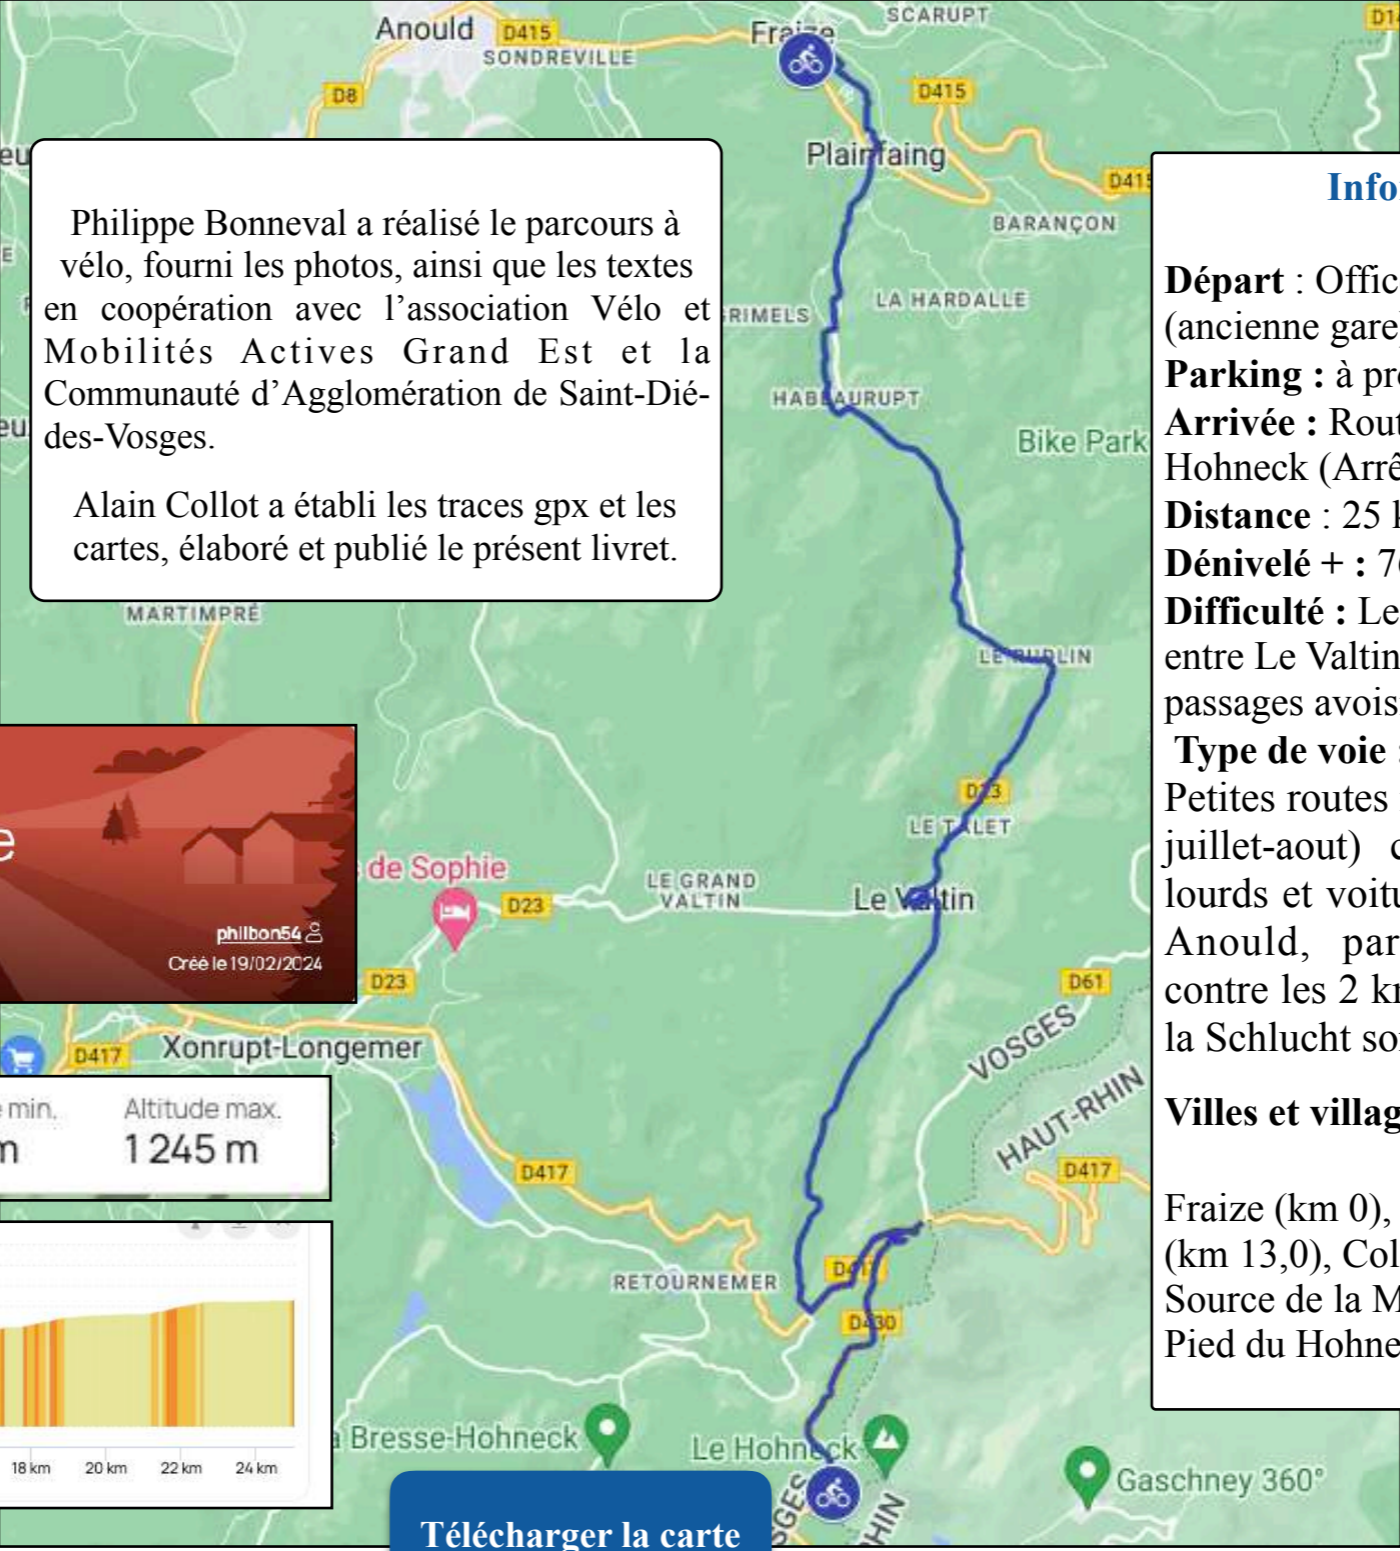 Anould
D415
SONDREVILLE
Fraize
SCARUPT
D8
D415
Plainfaing
D415
BARANÇON
Philippe Bonneval a réalisé le parcours à
vélo, fourni les photos, ainsi que les textes
en coopération avec l’association Vélo et
Mobilités Actives Grand Est et la
Communauté d’Agglomération de Saint-Dié-
des-Vosges.
Alain Collot a établi les traces gpx et les
cartes, élaboré et publié le présent livret.
RIMELS
LA HARDALLE
HABEAURUPT
Bike Park
MARTIMPRÉ
LE RUDLIN
D23
LE TALET
de Sophie
LE GRAND
VALTIN
D23
Le Valtin
philbon54
Créé le 19/02/2024
D23
D61
VOSGES
HAUT-RHIN
D417
Xonrupt-Longemer
min.
Altitude max.
m
1 245 m
D417
D417
RETOURNEMER
D417
D430
18 km
20 km
22 km
24 km
Bresse-Hohneck
Le Hohneck
Gaschney 360°
Télécharger la carte
Info
Départ : Offic
(ancienne gare
Parking : à pr
Arrivée : Rout
Hohneck (Arrê
Distance : 25 k
Dénivelé + : 7
Difficulté : Le
entre Le Valtin
passages avois
Type de voie :
Petites routes
juillet-aout) c
lourds et voitu
Anould, par
contre les 2 km
la Schlucht so
Villes et villag
Fraize (km 0),
(km 13,0), Col
Source de la M
Pied du Hohne